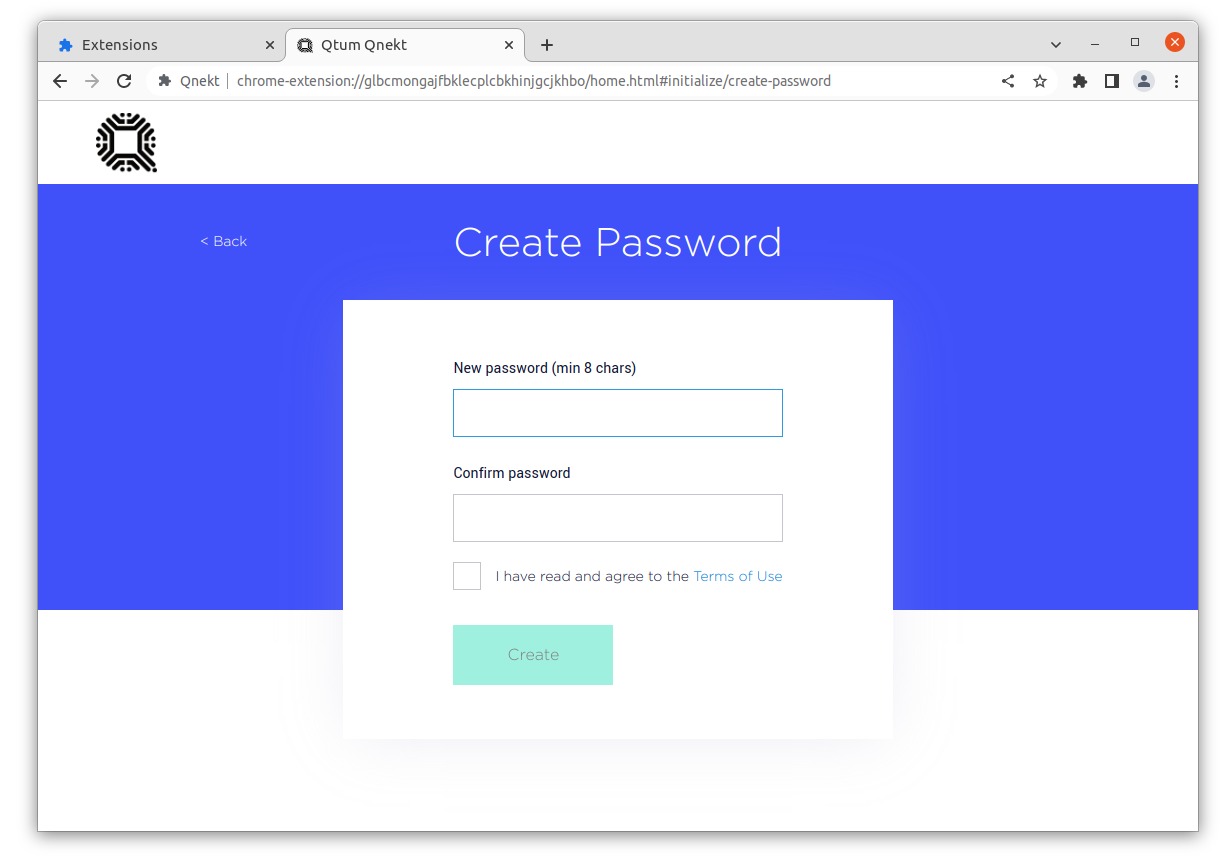 Extensions
Qtum Qnekt
Qnekt | chrome-extension://glbcmongajfbklecplcbkhinjgcjkhbo/home.html#initialize/create-password
< Back
Create Password
New password (min 8 chars)
Confirm password
I have read and agree to the Terms of Use
Create